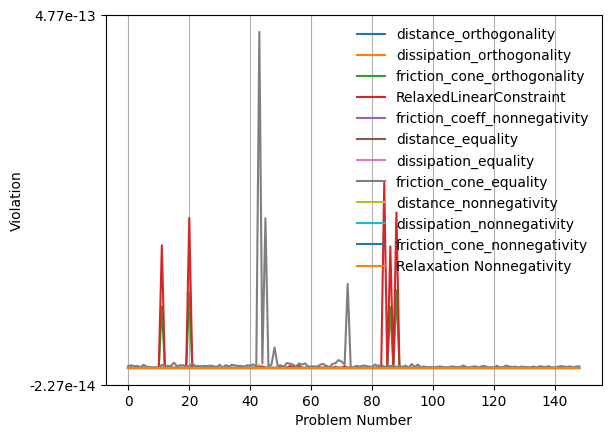 4.77e-13
distance_orthogonality
dissipation_orthogonality
friction_cone_orthogonality
RelaxedLinearConstraint
friction_coeff_nonnegativity
distance_equality
dissipation_equality
friction_cone_equality
distance_nonnegativity
dissipation_nonnegativity
friction_cone_nonnegativity
Relaxation Nonnegativity
Violation
-2.27e-14
0 20 40 60 80 100 120 140
Problem Number